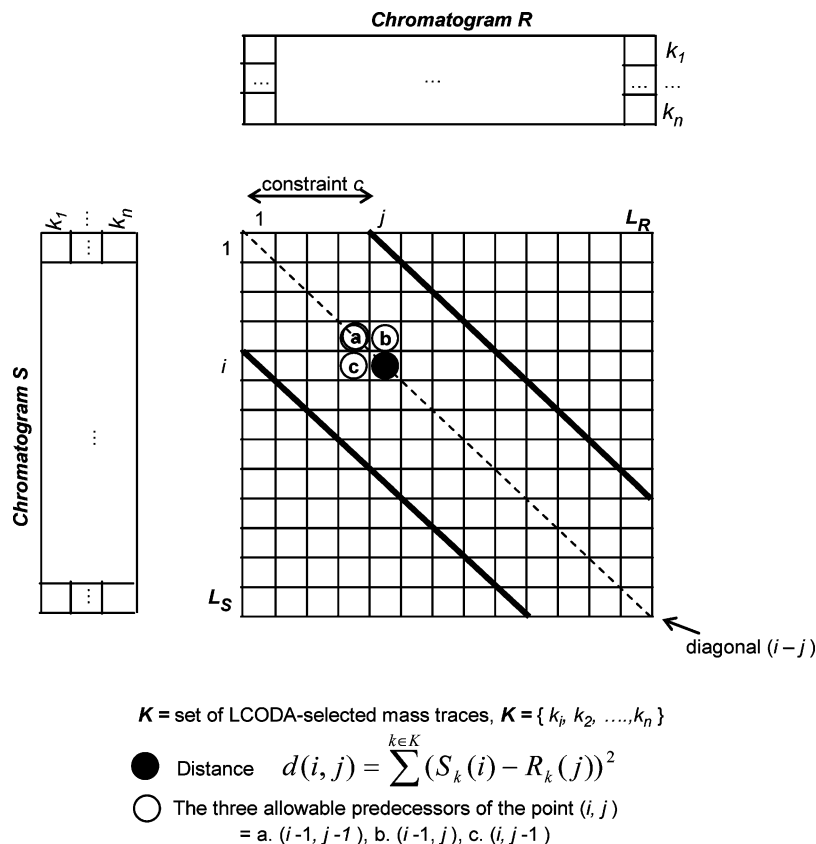 Chromatogram R
k1
... ... ... ...
kn
constraint c
k1 ... kn
1 j LR
1
...
a b
c
i
Chromatogram S
...
...
LS
diagonal (i – j)
K = set of LCODA-selected mass traces, K = { ki, k2, ....,kn }
Distance d(i, j) = ∑k∈K (Sk(i) − Rk(j))2
The three allowable predecessors of the point (i, j)
= a. (i -1, j -1 ), b. (i -1, j ), c. (i, j -1 )